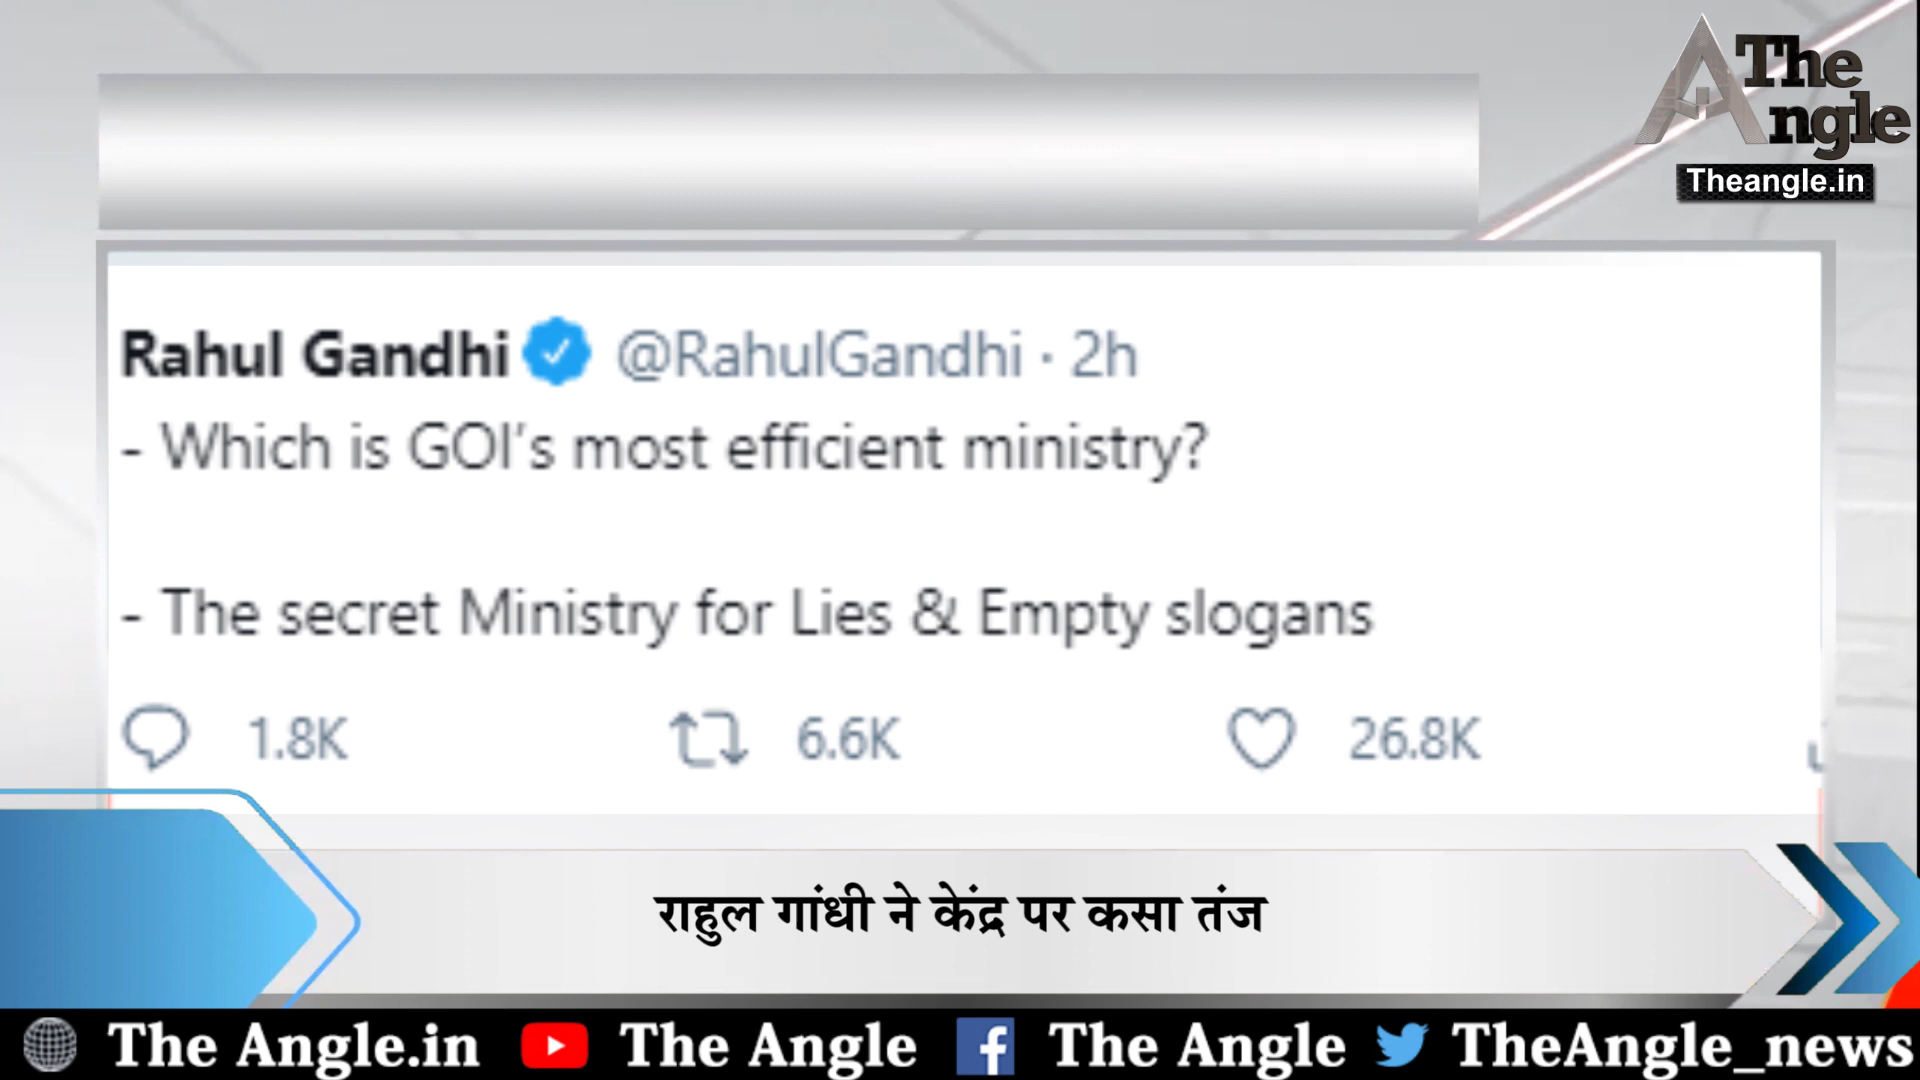 The
Angle
Theangle.in
Rahul Gandhi @RahulGandhi · 2h
- Which is GOI's most efficient ministry?
- The secret Ministry for Lies & Empty slogans
1.8K 6.6K 26.8K
राहुल गांधी ने केंद्र पर कसा तंज
The Angle.in The Angle The Angle TheAngle_news